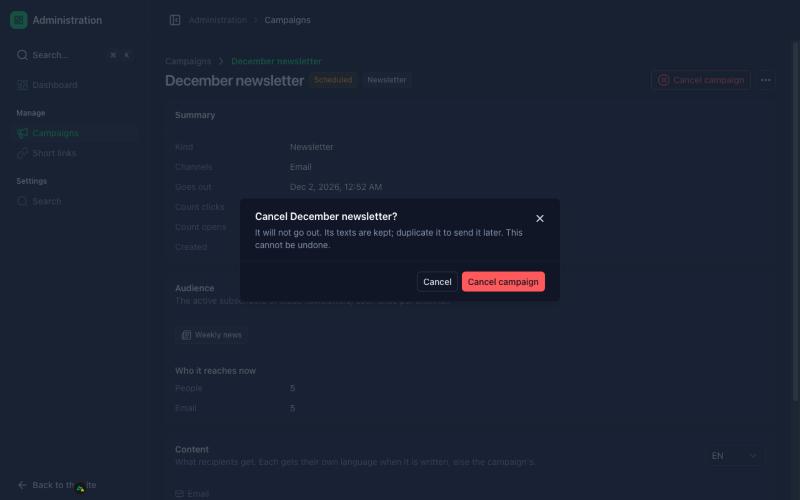 Administration
Administration > Campaigns
Search... ⌘ K
Dashboard
Manage
Campaigns
Short links
Settings
Search
Back to the
Campaigns > December newsletter
December newsletter Scheduled Newsletter
Cancel campaign
Summary
Kind Newsletter
Channels Email
Goes out Dec 2, 2026, 12:52 AM
Count clicks
Count opens
Created
Cancel December newsletter?
It will not go out. Its texts are kept; duplicate it to send it later. This
cannot be undone.
Cancel Cancel campaign
Audience
The active
Weekly news
Who it reaches now
People 5
Email 5
Content EN
What recipients get. Each gets their own language when it is written, else the campaign's.
Email